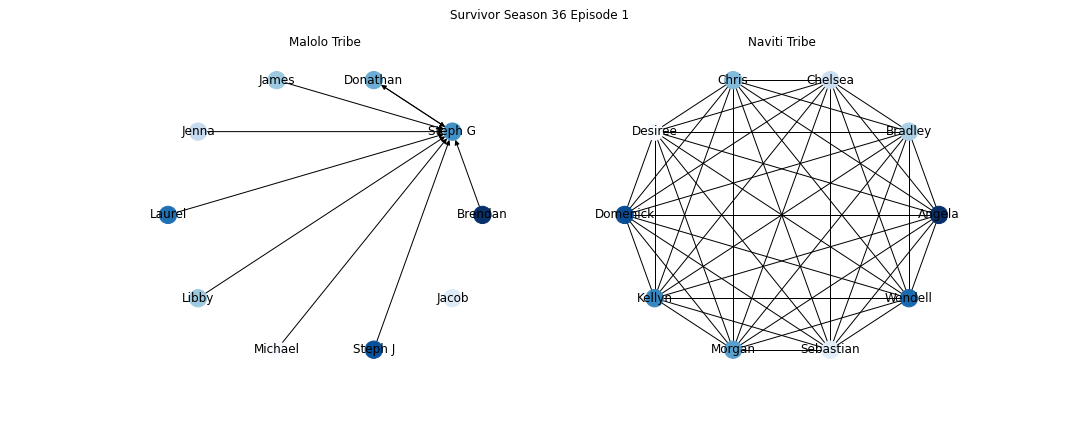 Survivor Season 36 Episode 1
Malolo Tribe
James
Donathan
Jenna
Steph G
Laurel
Brendan
Libby
Jacob
Michael
Steph J
Naviti Tribe
Chris
Chelsea
Desiree
Bradley
Domenick
Angela
Kellyn
Wendell
Morgan
Sebastian